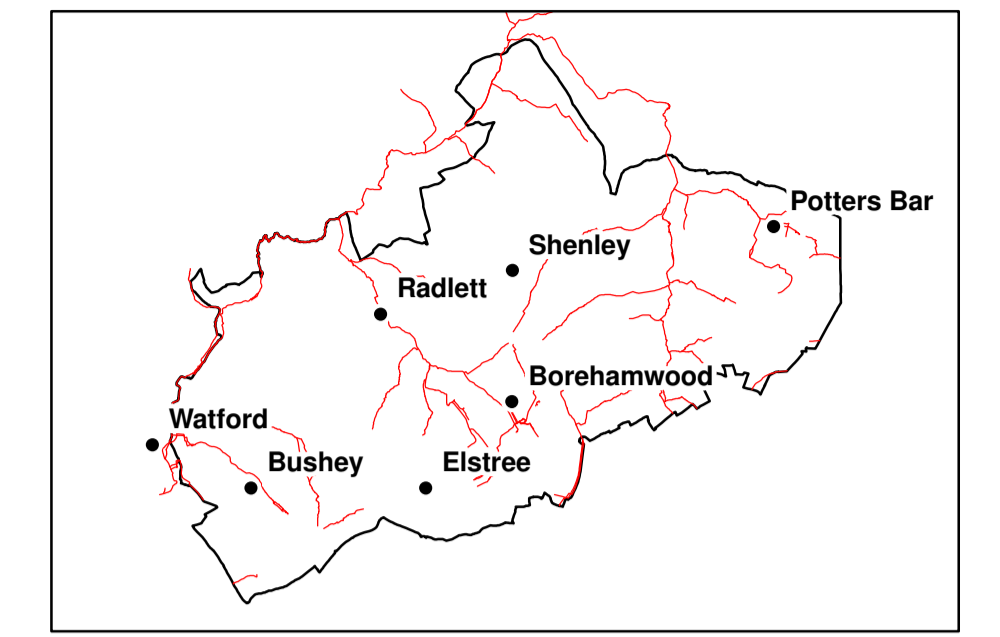 Potters Bar
Shenley
Radlett
Borehamwood
Watford
Bushey
Elstree